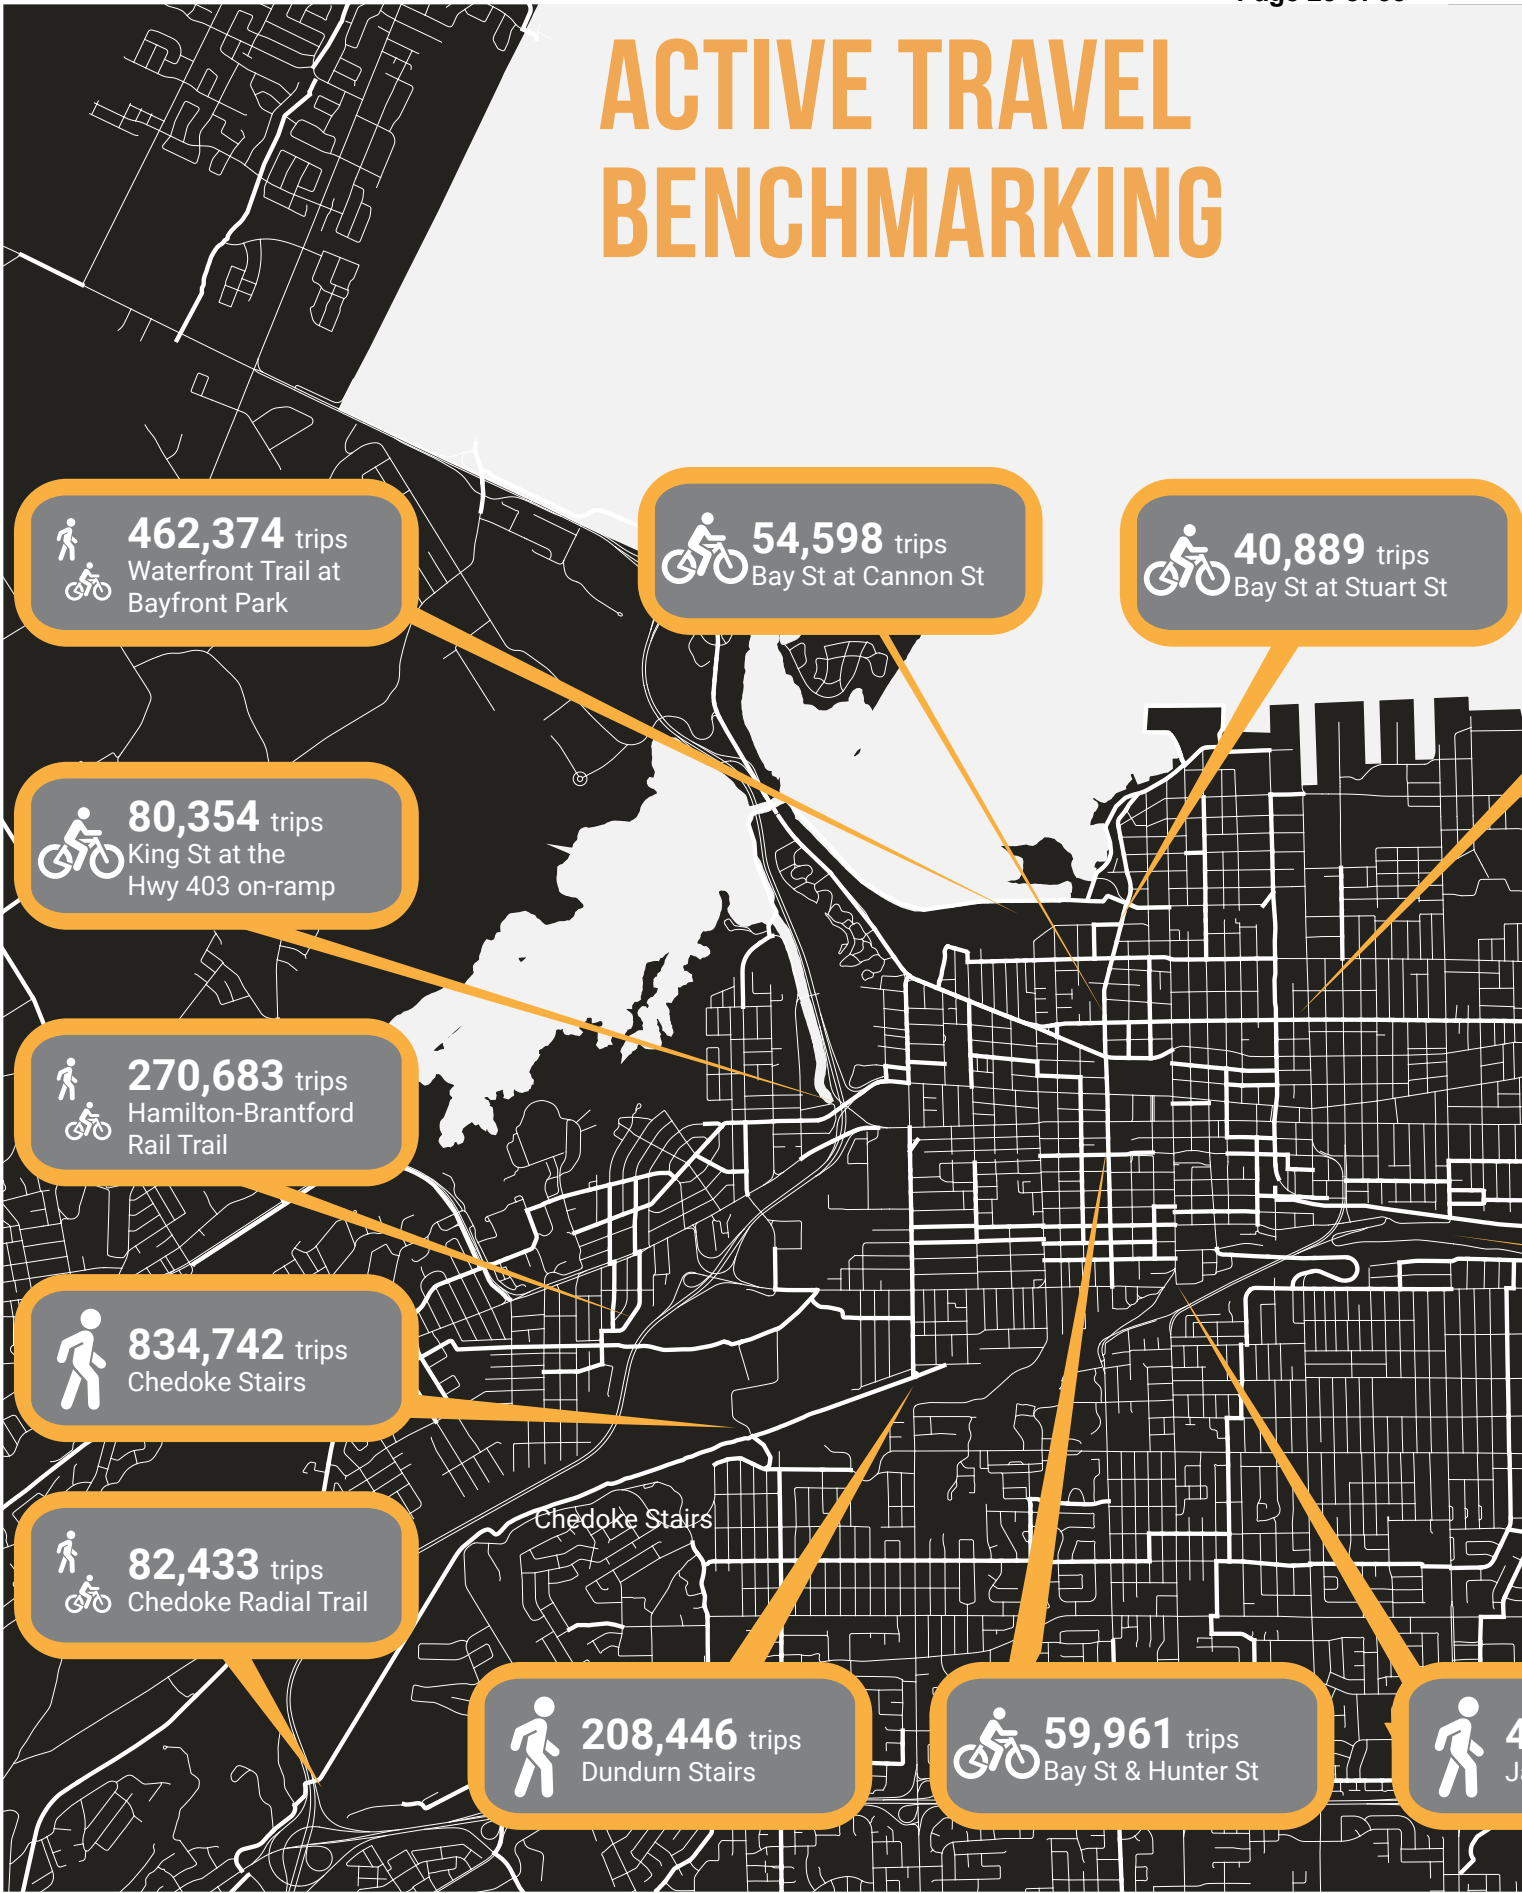 ACTIVE TRAVEL
BENCHMARKING
462,374 trips
Waterfront Trail at
Bayfront Park
54,598 trips
Bay St at Cannon St
40,889 trips
Bay St at Stuart St
80,354 trips
King St at the
Hwy 403 on-ramp
270,683 trips
Hamilton-Brantford
Rail Trail
834,742 trips
Chedoke Stairs
Chedoke Stairs
82,433 trips
Chedoke Radial Trail
208,446 trips
Dundurn Stairs
59,961 trips
Bay St & Hunter St